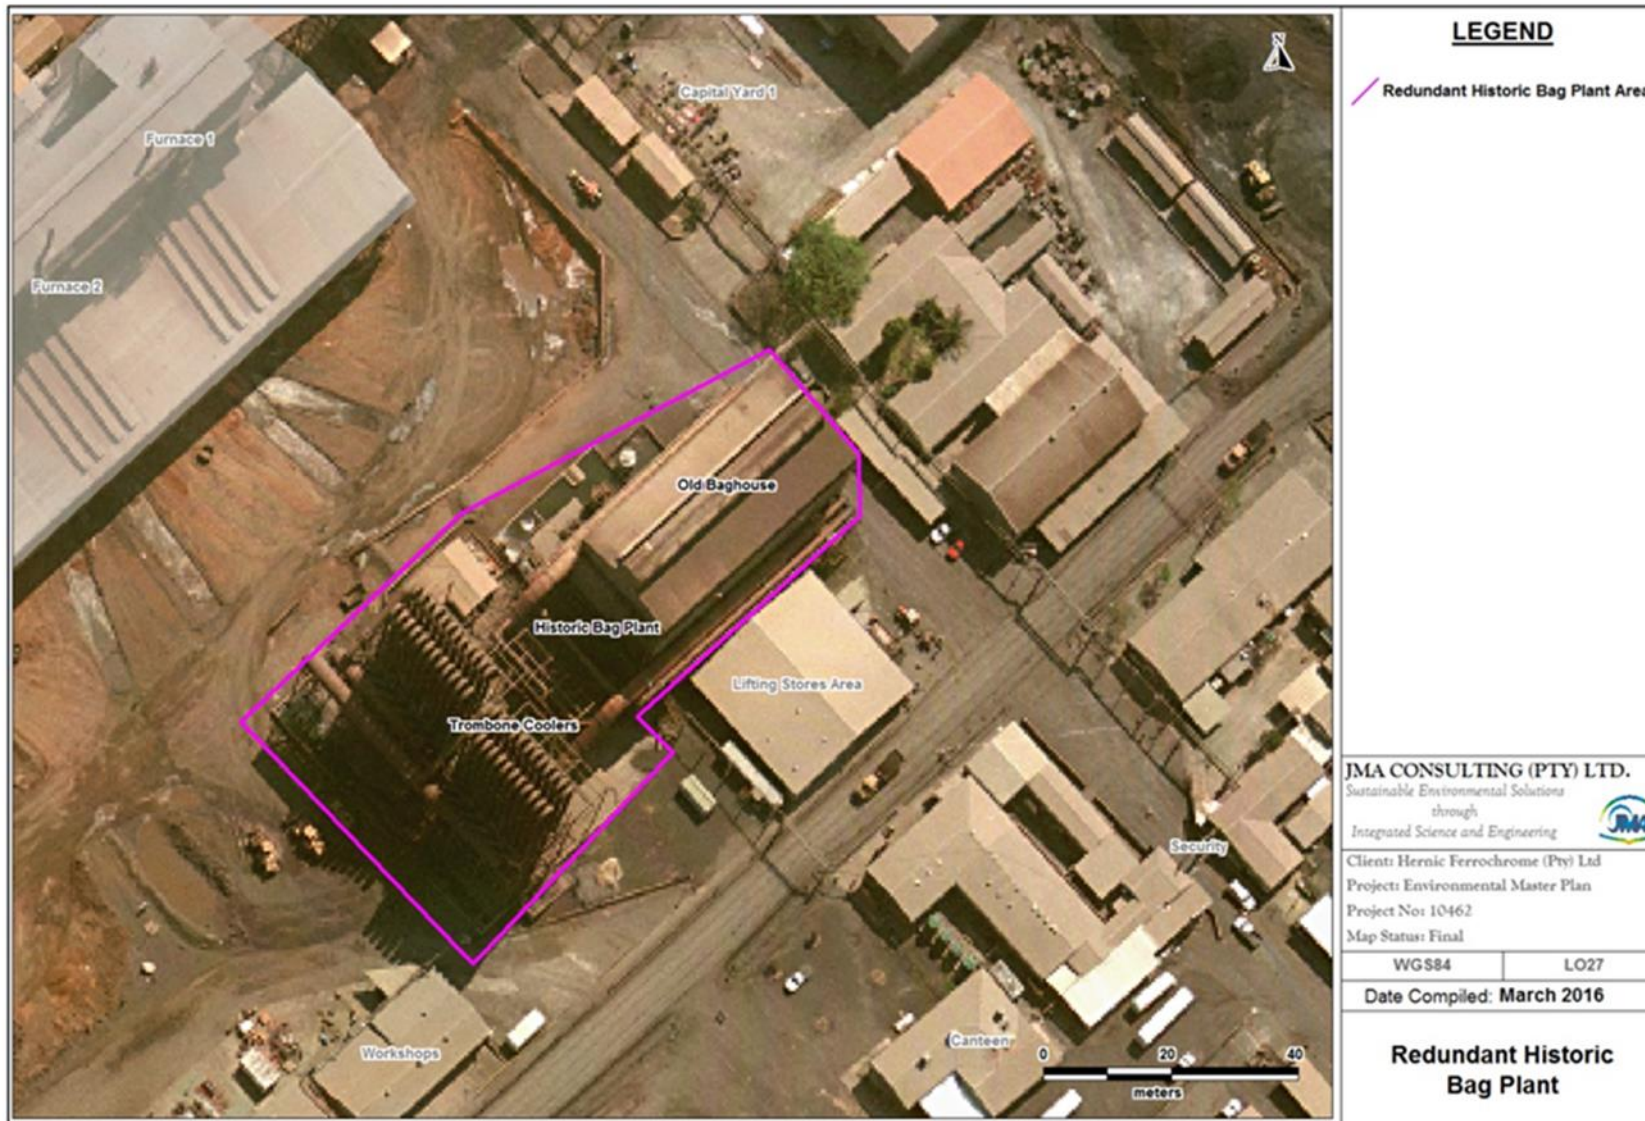 N
Capital Yard 1
Furnace 1
Furnace 2
Old Baghouse
Historic Bag Plant
Lifting Stores Area
Trombone Coolers
Security
Workshops
Canteen
0 20 40
meters
LEGEND
Redundant Historic Bag Plant Area
JMA CONSULTING (PTY) LTD.
Sustainable Environmental Solutions
through
Integrated Science and Engineering
JMA
Client: Hernic Ferrochrome (Pty) Ltd
Project: Environmental Master Plan
Project No: 10462
Map Status: Final
WGS84 LO27
Date Compiled: March 2016
Redundant Historic
Bag Plant